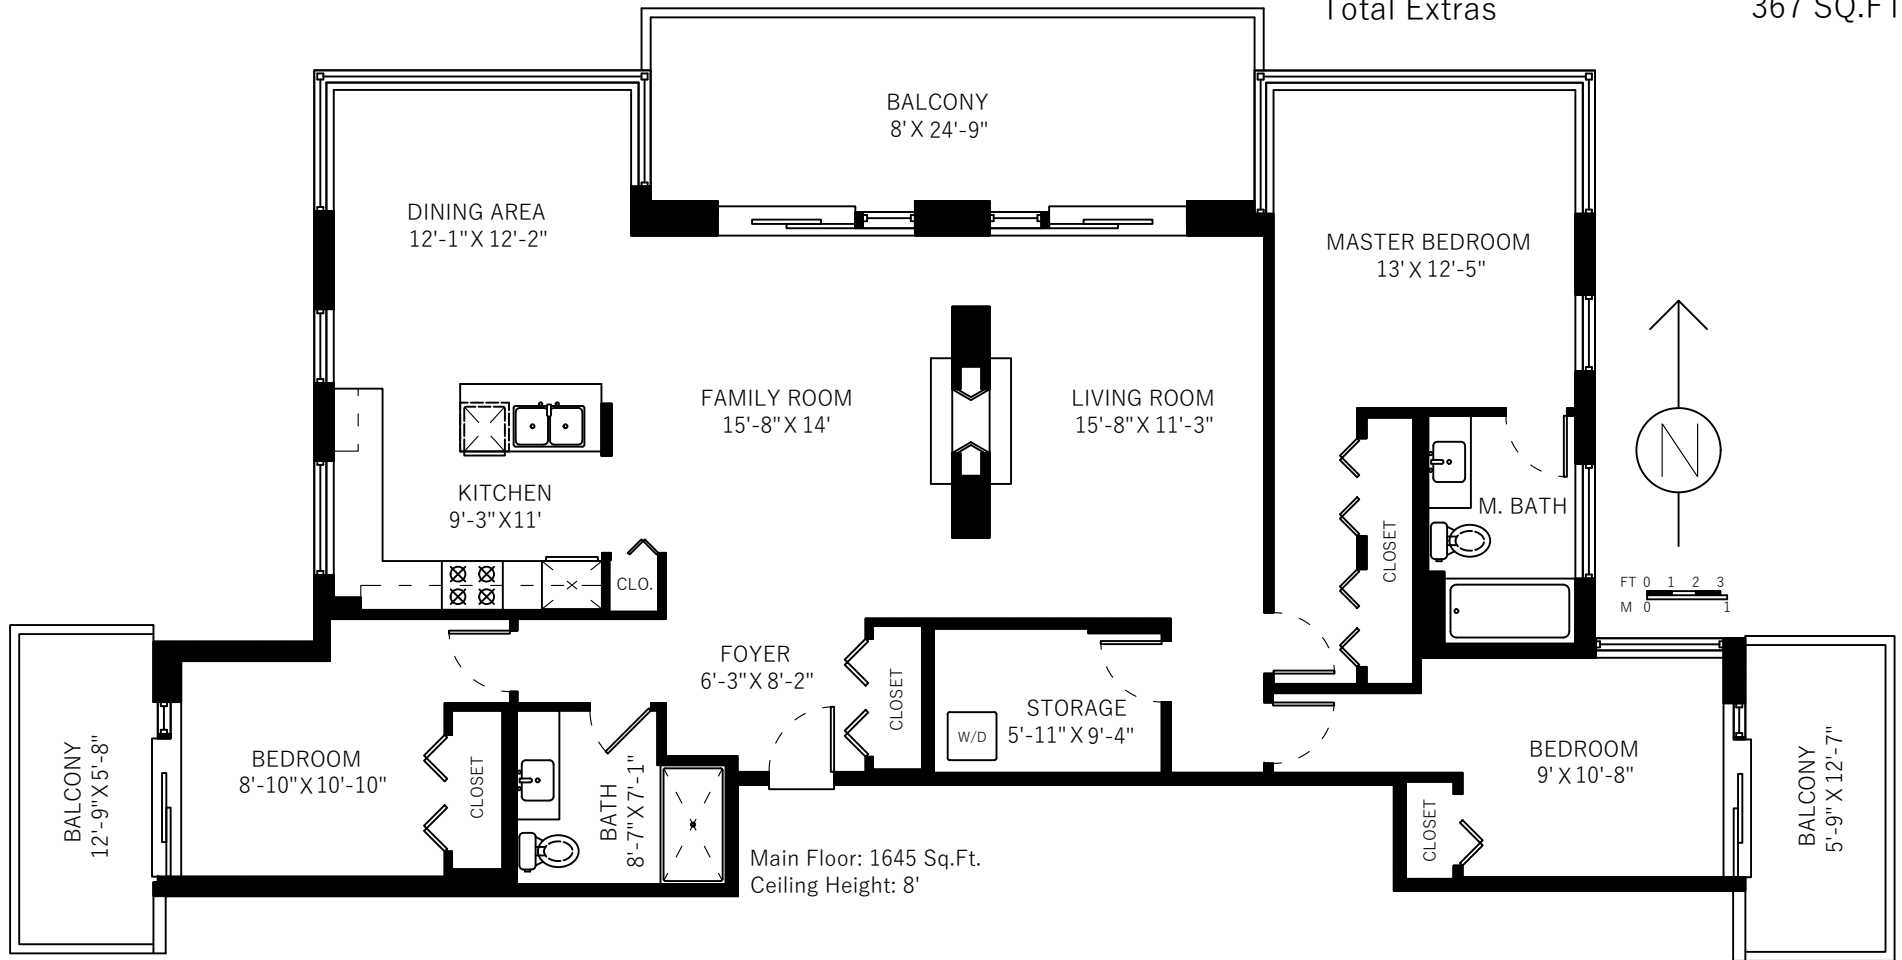 Total Extras 367 SQ.FT
BALCONY
8' X 24'-9"
DINING AREA
12'-1" X 12'-2"
MASTER BEDROOM
13' X 12'-5"
FAMILY ROOM
15'-8" X 14'
LIVING ROOM
15'-8" X 11'-3"
N
KITCHEN
9'-3" X 11'
M. BATH
CLOSET
CLO.
FT 0 1 2 3
M 0 1
FOYER
6'-3" X 8'-2"
CLOSET
STORAGE
5'-11" X 9'-4"
W/D
BALCONY
12'-9" X 5'-8"
BEDROOM
8'-10" X 10'-10"
CLOSET
BATH
8'-7" X 7'-1"
BEDROOM
9' X 10'-8"
CLOSET
BALCONY
5'-9" X 12'-7"
Main Floor: 1645 Sq.Ft.
Ceiling Height: 8'